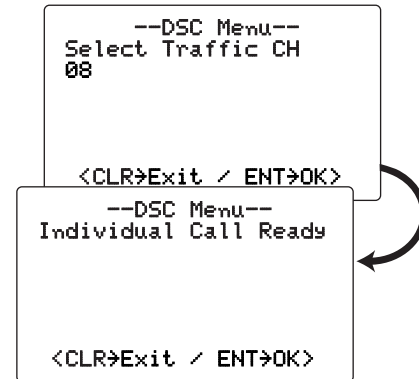 --DSC Menu--
Select Traffic CH
08
<CLR→Exit / ENT→OK>
--DSC Menu--
Individual Call Ready
<CLR→Exit / ENT→OK>